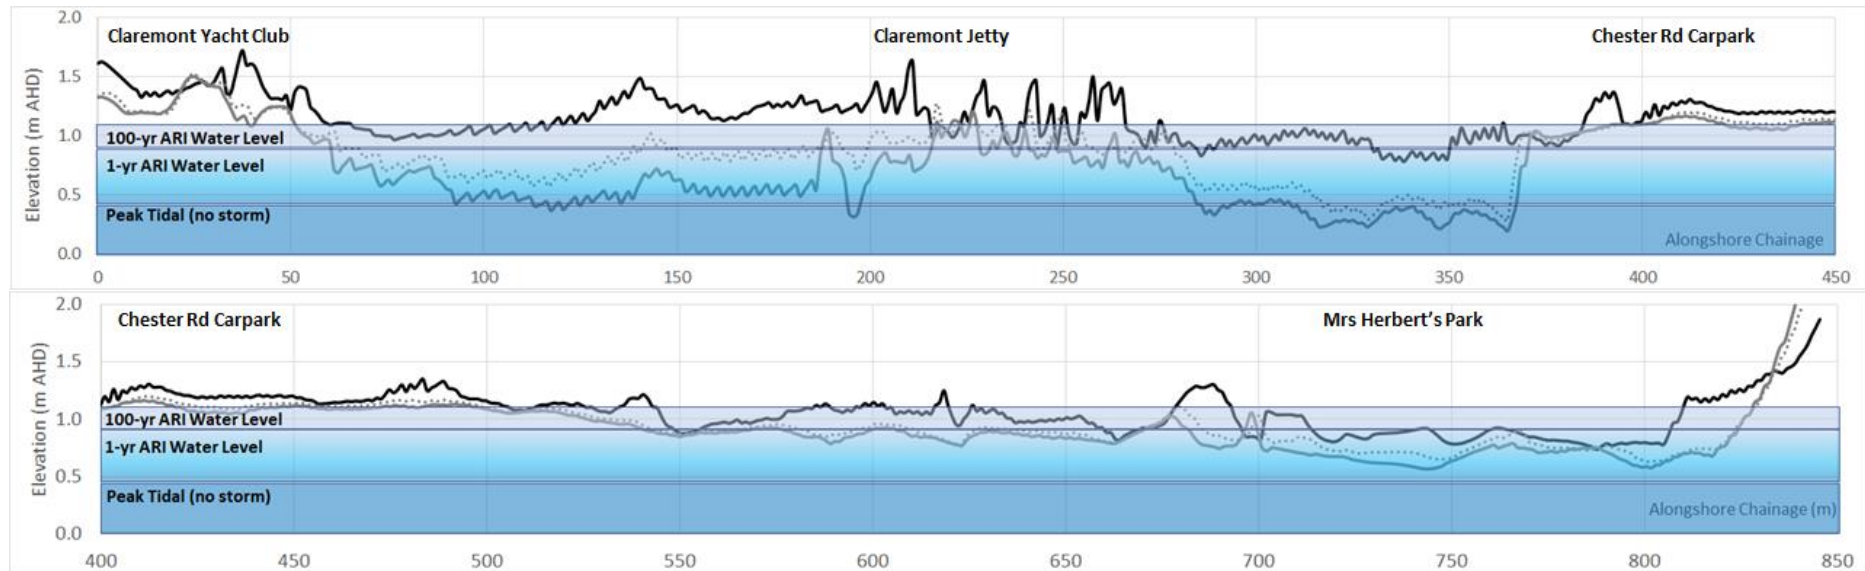 Claremont Yacht Club
Claremont Jetty
Chester Rd Carpark
Elevation (m AHD)
2.0
1.5
1.0
0.5
0.0
100-yr ARI Water Level
1-yr ARI Water Level
Peak Tidal (no storm)
Alongshore Chainage
0 50 100 150 200 250 300 350 400 450
Chester Rd Carpark
Mrs Herbert's Park
Elevation (m AHD)
2.0
1.5
1.0
0.5
0.0
100-yr ARI Water Level
1-yr ARI Water Level
Peak Tidal (no storm)
Alongshore Chainage (m)
400 450 500 550 600 650 700 750 800 850